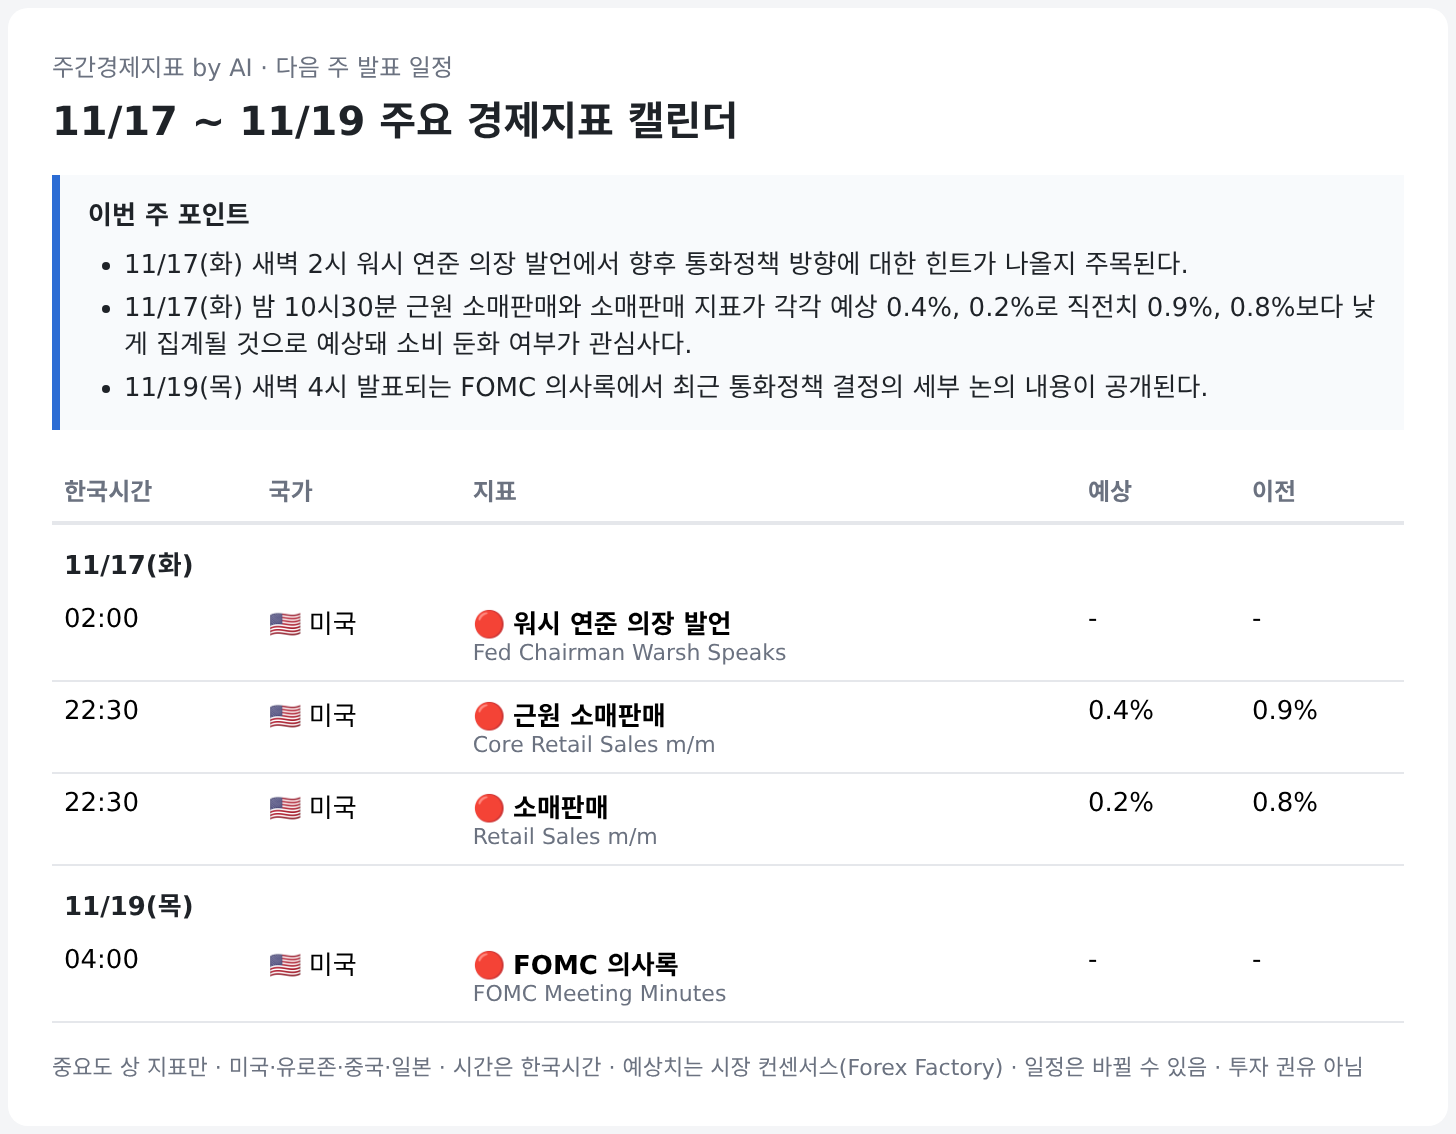 주간경제지표 by AI · 다음 주 발표 일정
11/17 ~ 11/19 주요 경제지표 캘린더
이번 주 포인트
• 11/17(화) 새벽 2시 워시 연준 의장 발언에서 향후 통화정책 방향에 대한 힌트가 나올지 주목된다.
• 11/17(화) 밤 10시30분 근원 소매판매와 소매판매 지표가 각각 예상 0.4%, 0.2%로 직전치 0.9%, 0.8%보다 낮
게 집계될 것으로 예상돼 소비 둔화 여부가 관심사다.
• 11/19(목) 새벽 4시 발표되는 FOMC 의사록에서 최근 통화정책 결정의 세부 논의 내용이 공개된다.
한국시간 국가 지표 예상 이전
11/17(화)
02:00 🇺🇸 미국 🔴 워시 연준 의장 발언 - -
Fed Chairman Warsh Speaks
22:30 🇺🇸 미국 🔴 근원 소매판매 0.4% 0.9%
Core Retail Sales m/m
22:30 🇺🇸 미국 🔴 소매판매 0.2% 0.8%
Retail Sales m/m
11/19(목)
04:00 🇺🇸 미국 🔴 FOMC 의사록 - -
FOMC Meeting Minutes
중요도 상 지표만 · 미국·유로존·중국·일본 · 시간은 한국시간 · 예상치는 시장 컨센서스(Forex Factory) · 일정은 바뀔 수 있음 · 투자 권유 아님